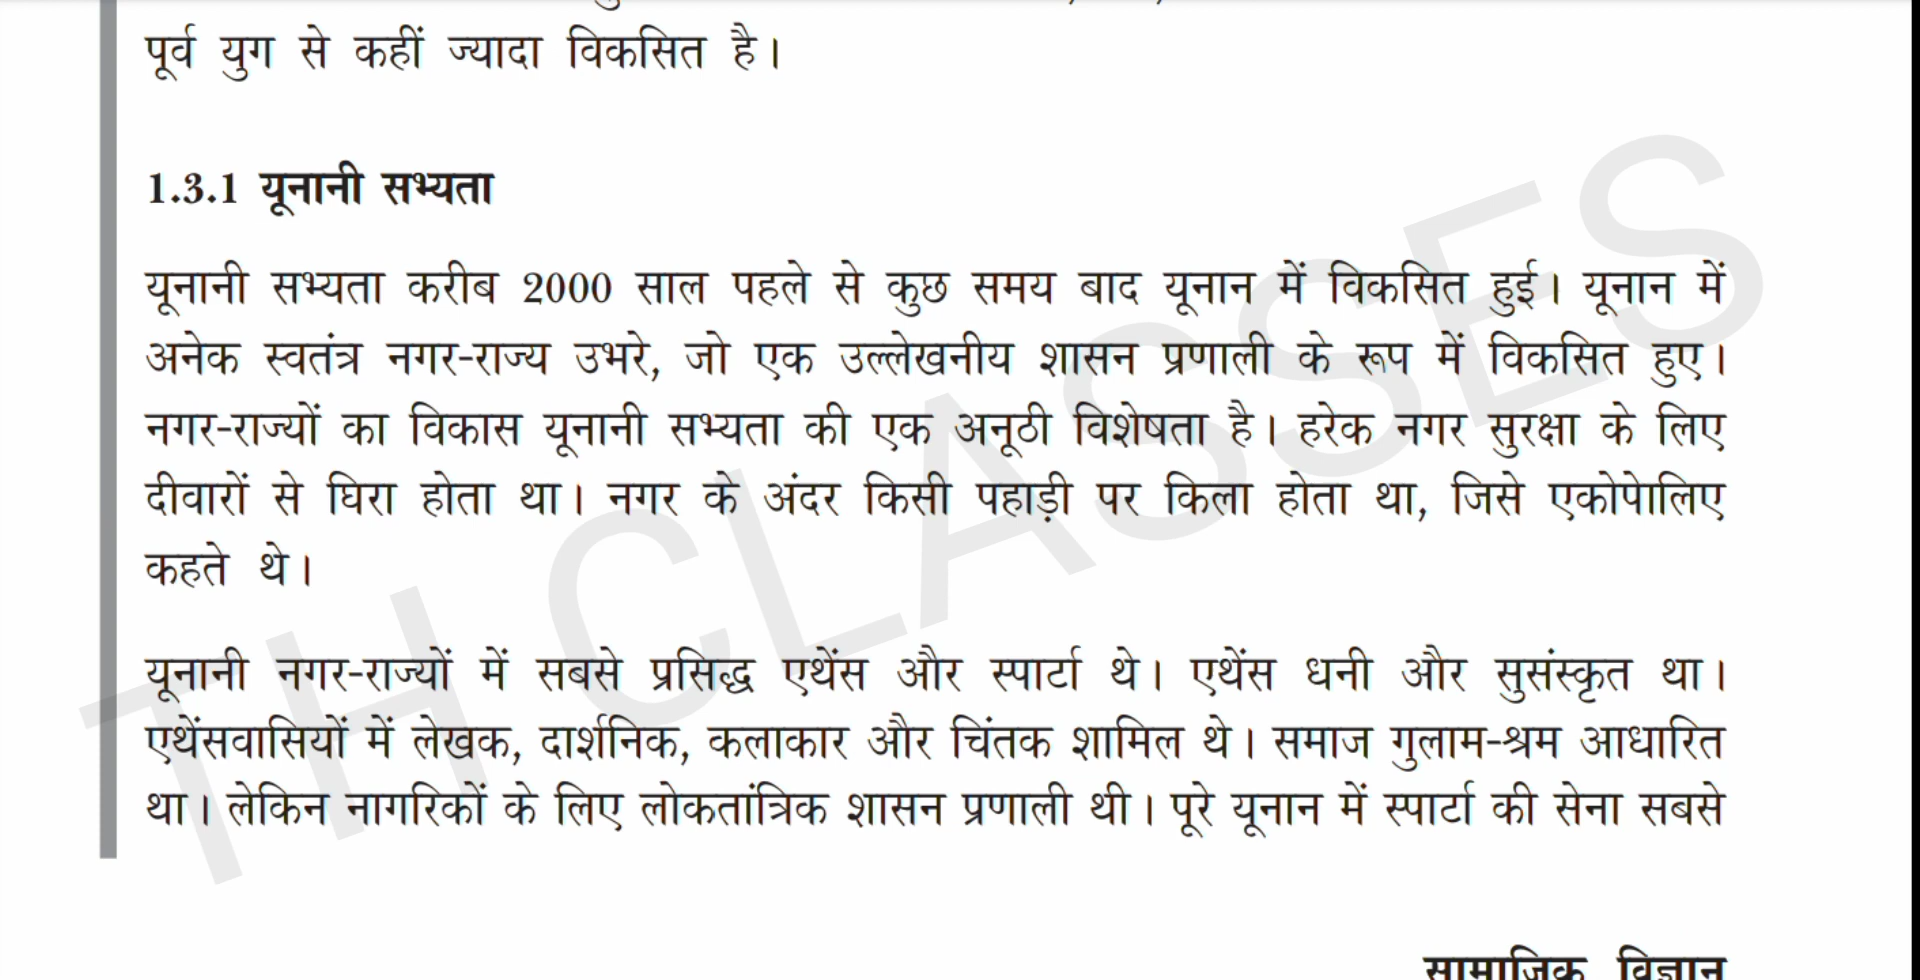 पूर्व युग से कहीं ज्यादा विकसित है।
1.3.1 यूनानी सभ्यता
यूनानी सभ्यता करीब 2000 साल पहले से कुछ समय बाद यूनान में विकसित हुई। यूनान में
अनेक स्वतंत्र नगर-राज्य उभरे, जो एक उल्लेखनीय शासन प्रणाली के रूप में विकसित हुए।
नगर-राज्यों का विकास यूनानी सभ्यता की एक अनूठी विशेषता है। हरेक नगर सुरक्षा के लिए
दीवारों से घिरा होता था। नगर के अंदर किसी पहाड़ी पर किला होता था, जिसे एकोपेालिए
कहते थे।
यूनानी नगर-राज्यों में सबसे प्रसिद्ध एथेंस और स्पार्टा थे। एथेंस धनी और सुसंस्कृत था।
एथेंसवासियों में लेखक, दार्शनिक, कलाकार और चिंतक शामिल थे। समाज गुलाम-श्रम आधारित
था। लेकिन नागरिकों के लिए लोकतांत्रिक शासन प्रणाली थी। पूरे यूनान में स्पार्टा की सेना सबसे
सामाजिक विज्ञान
TH CLASSES